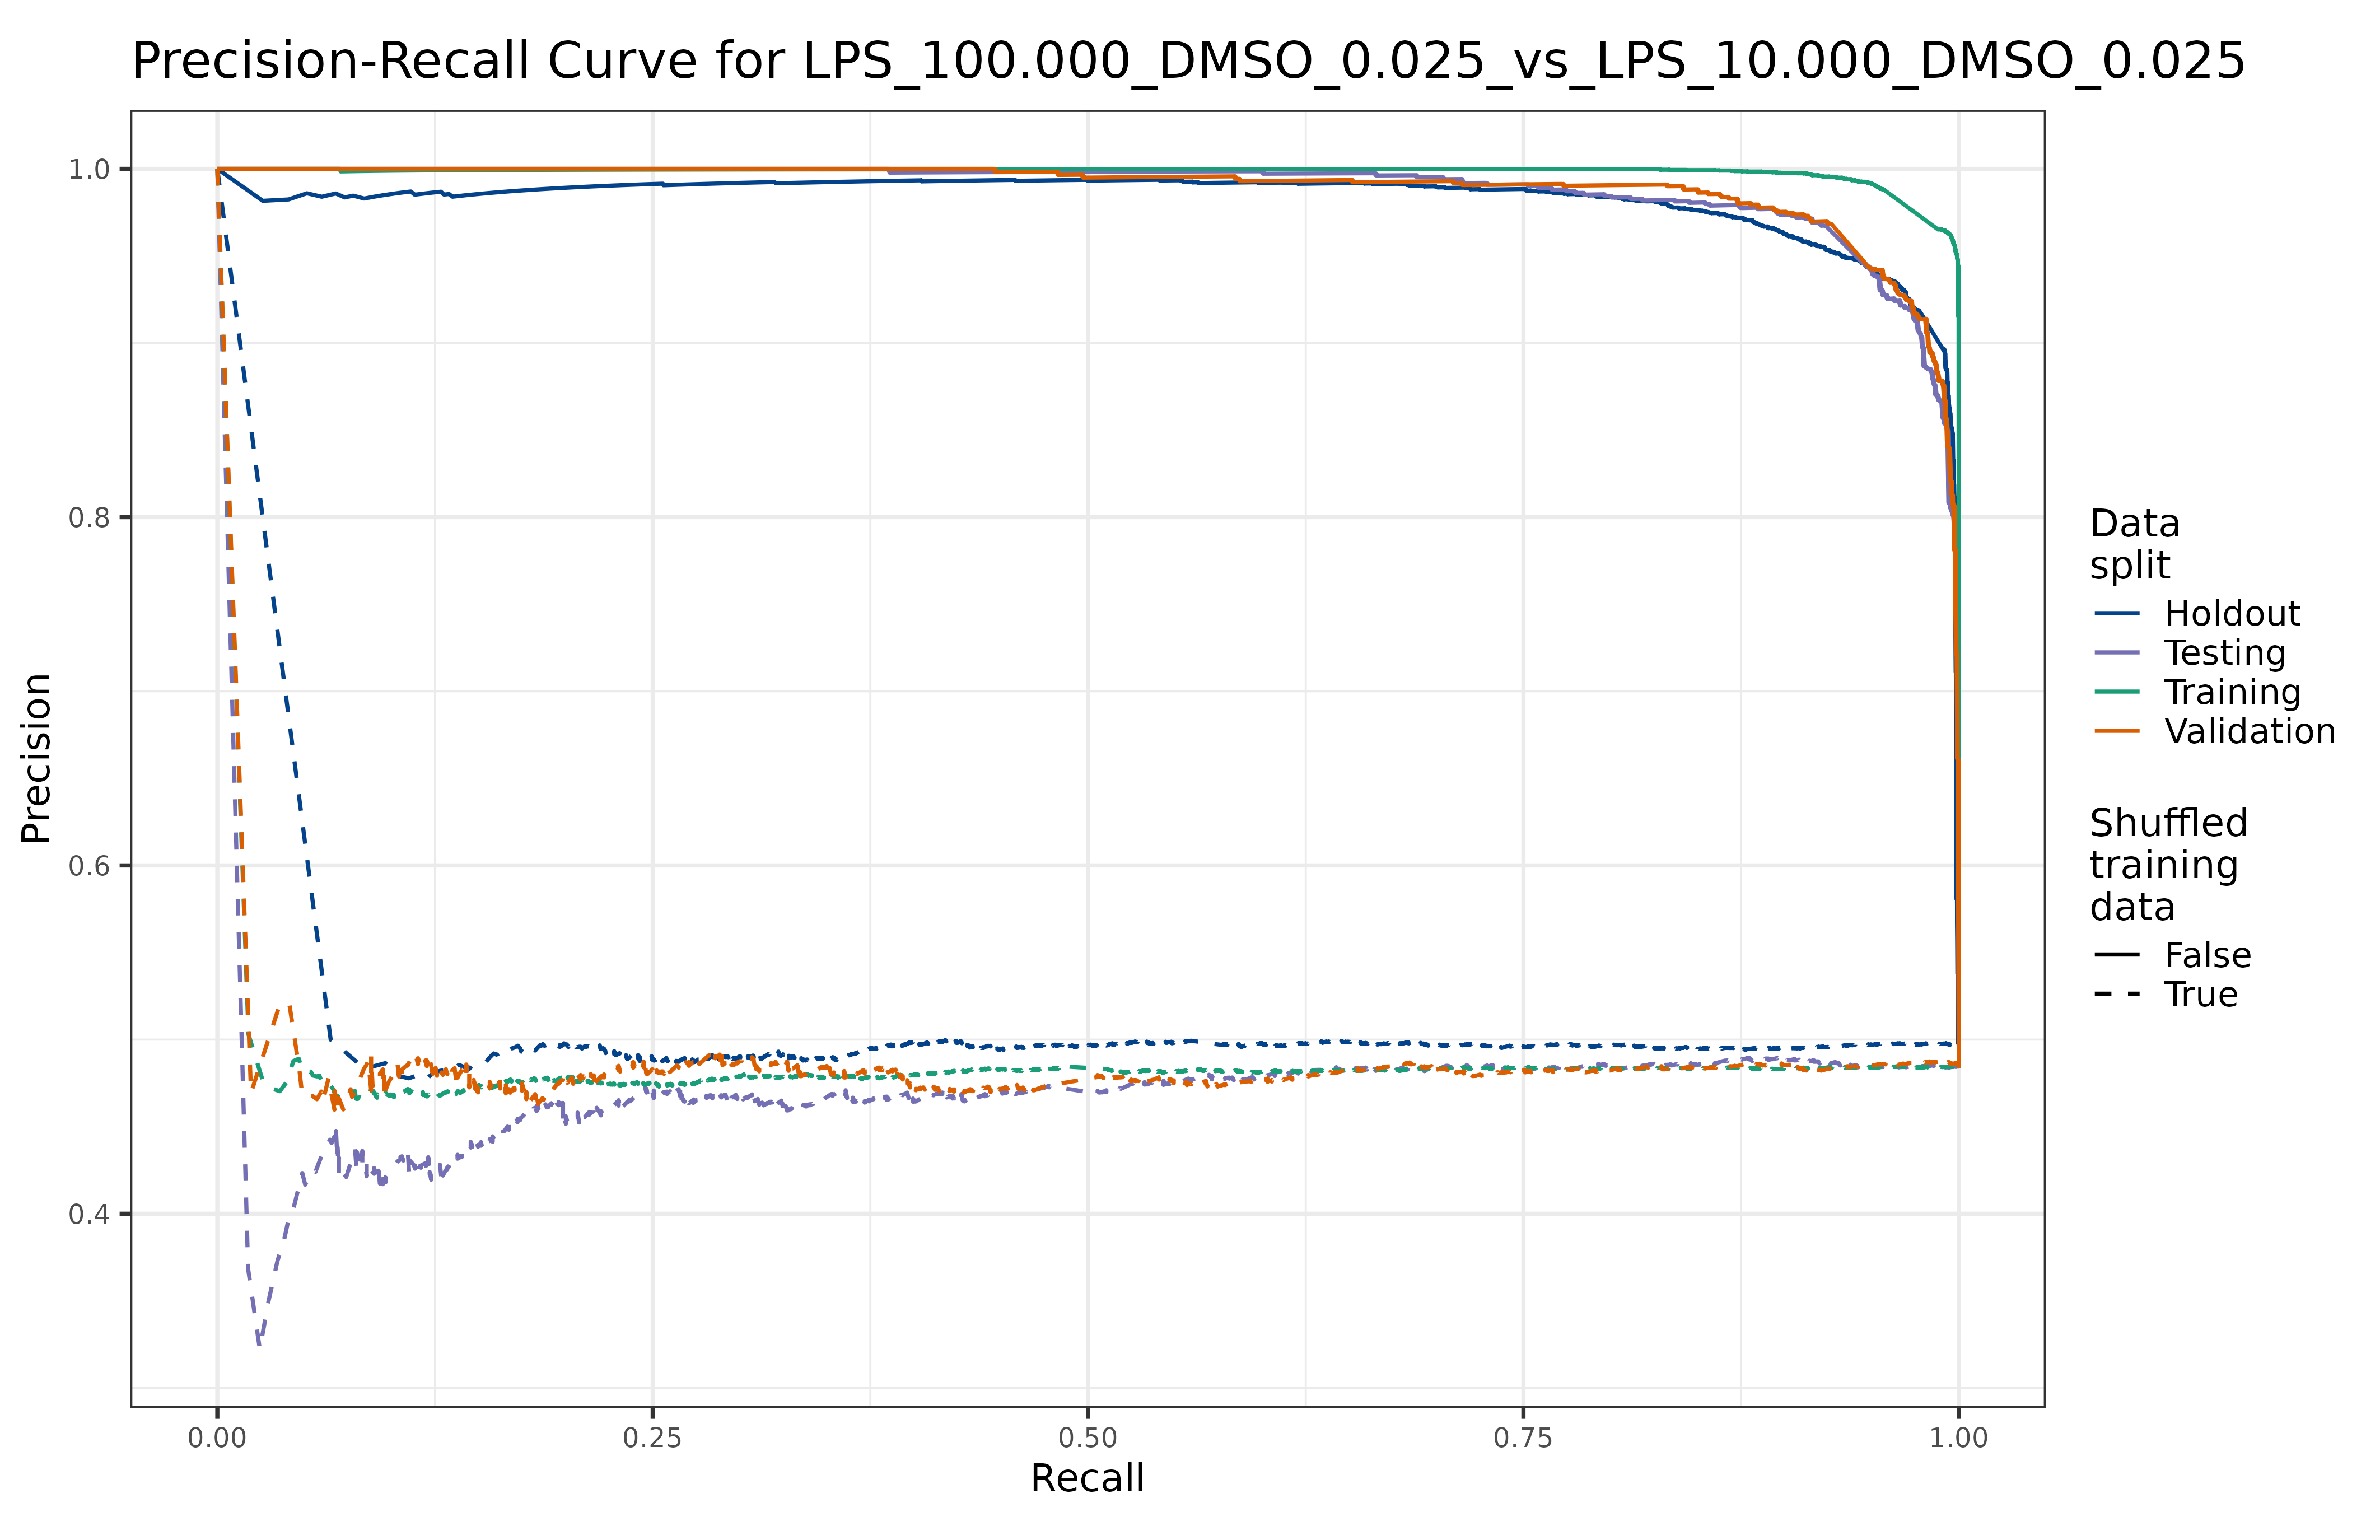 Precision-Recall Curve for LPS_100.000_DMSO_0.025_vs_LPS_10.000_DMSO_0.025
1.0
0.8
0.6
0.4
Precision
0.00
0.25
0.50
0.75
1.00
Recall
Data
split
Holdout
Testing
Training
Validation
Shuffled
training
data
False
True